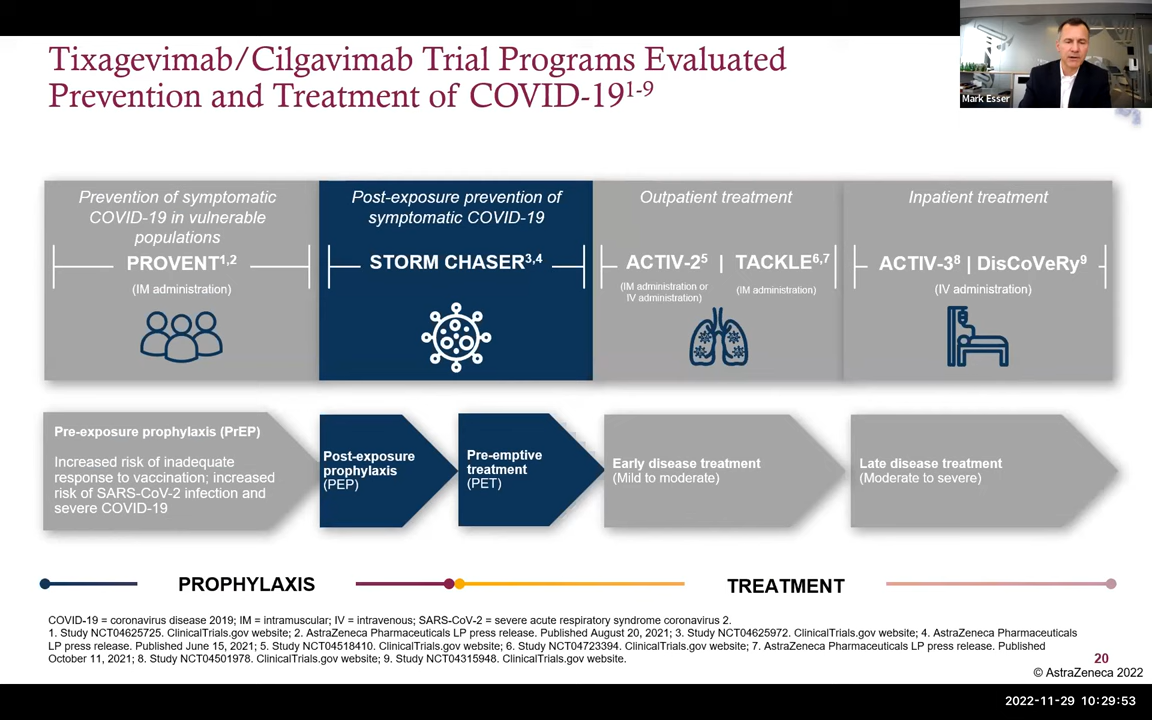 Tixagevimab/Cilgavimab Trial Programs Evaluated
Prevention and Treatment of COVID-19¹⁻⁹
Mark Esser
Prevention of symptomatic
COVID-19 in vulnerable
populations
PROVENT¹,²
(IM administration)
Post-exposure prevention of
symptomatic COVID-19
STORM CHASER³,⁴
Outpatient treatment
ACTIV-2⁵ | TACKLE⁶,⁷
(IM administration or
IV administration)
(IM administration)
Inpatient treatment
ACTIV-3⁸ | DisCoVeRy⁹
(IV administration)
Pre-exposure prophylaxis (PrEP)
Increased risk of inadequate
response to vaccination; increased
risk of SARS-CoV-2 infection and
severe COVID-19
Post-exposure
prophylaxis
(PEP)
Pre-emptive
treatment
(PET)
Early disease treatment
(Mild to moderate)
Late disease treatment
(Moderate to severe)
PROPHYLAXIS
TREATMENT
COVID-19 = coronavirus disease 2019; IM = intramuscular; IV = intravenous; SARS-CoV-2 = severe acute respiratory syndrome coronavirus 2.
1. Study NCT04625725. ClinicalTrials.gov website; 2. AstraZeneca Pharmaceuticals LP press release. Published August 20, 2021; 3. Study NCT04625972. ClinicalTrials.gov website; 4. AstraZeneca Pharmaceuticals
LP press release. Published June 15, 2021; 5. Study NCT04518410. ClinicalTrials.gov website; 6. Study NCT04723394. ClinicalTrials.gov website; 7. AstraZeneca Pharmaceuticals LP press release. Published
October 11, 2021; 8. Study NCT04501978. ClinicalTrials.gov website; 9. Study NCT04315948. ClinicalTrials.gov website.
20
© AstraZeneca 2022
2022-11-29 10:29:53